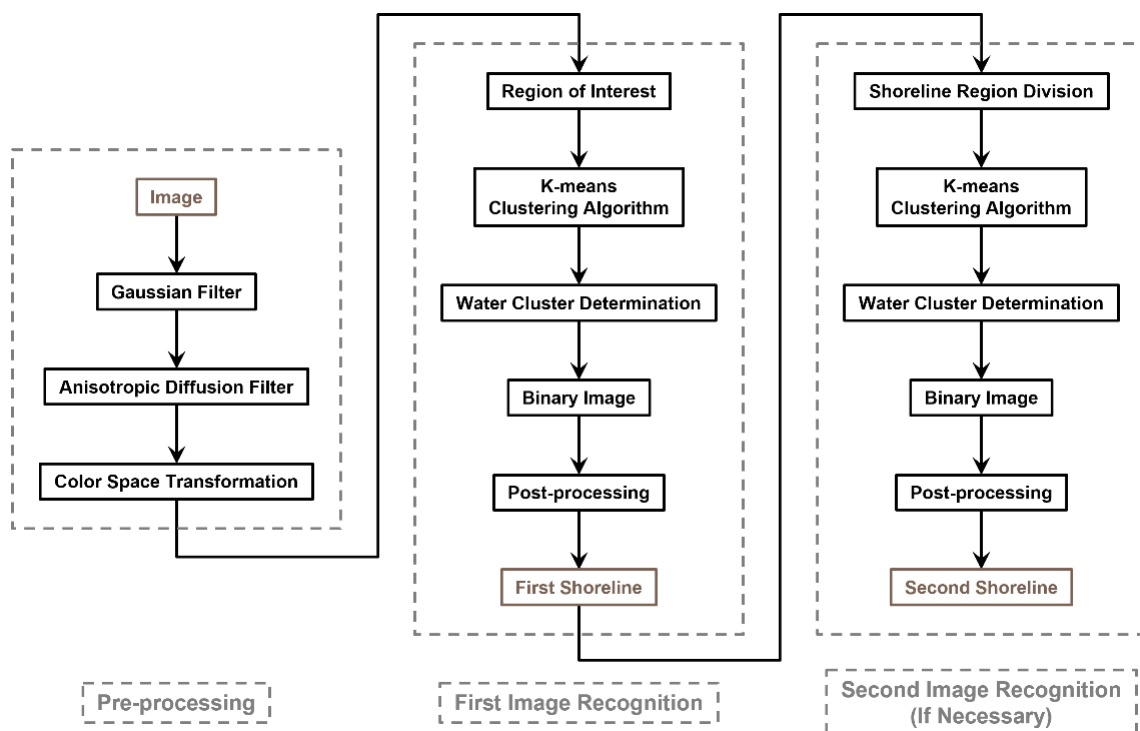 Image
Gaussian Filter
Anisotropic Diffusion Filter
Color Space Transformation
Pre-processing
Region of Interest
K-means
Clustering Algorithm
Water Cluster Determination
Binary Image
Post-processing
First Shoreline
First Image Recognition
Shoreline Region Division
K-means
Clustering Algorithm
Water Cluster Determination
Binary Image
Post-processing
Second Shoreline
Second Image Recognition
(If Necessary)